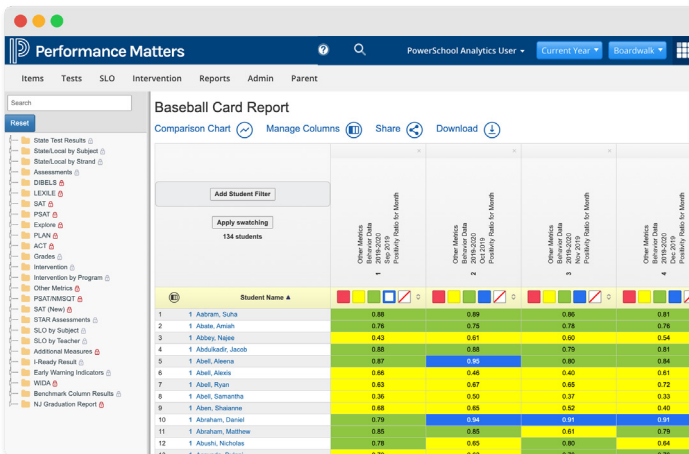 Performance Matters
?
PowerSchool Analytics User
Current Year
Boardwalk
Items Tests SLO Intervention Reports Admin Parent
Search
Reset
State Test Results
State/Local by Subject
State/Local by Strand
Assessments
DIBELS
LEXILE
SAT
PSAT
Explore
PLAN
ACT
Grades
Intervention
Intervention by Program
Other Metrics
PSAT/NMSQT
SAT (New)
STAR Assessments
SLO by Subject
SLO by Teacher
Additional Measures
I-Ready Result
Early Warning Indicators
WIDA
Benchmark Column Results
NJ Graduation Report
Baseball Card Report
Comparison Chart Manage Columns Share Download
Add Student Filter
Apply swatching
134 students
Other Metrics
Behavior Data
2019-2020
Sep 2019
Positivity Ratio for Month
1
Other Metrics
Behavior Data
2019-2020
Oct 2019
Positivity Ratio for Month
2
Other Metrics
Behavior Data
2019-2020
Nov 2019
Positivity Ratio for Month
3
Other Metrics
Behavior Data
2019-2020
Dec 2019
Positivity Ratio for Month
4
Student Name ▲
1 1 Aabram, Suha 0.88 0.89 0.86 0.81
2 1 Abate, Amiah 0.76 0.75 0.78 0.76
3 1 Abbey, Najee 0.43 0.61 0.60 0.54
4 1 Abdulkadir, Jacob 0.88 0.88 0.79 0.81
5 1 Abell, Aleena 0.87 0.95 0.80 0.84
6 1 Abell, Alexis 0.66 0.46 0.40 0.61
7 1 Abell, Ryan 0.63 0.67 0.65 0.72
8 1 Abell, Samantha 0.36 0.50 0.37 0.33
9 1 Aben, Shaianne 0.68 0.65 0.52 0.40
10 1 Abraham, Daniel 0.79 0.94 0.91 0.91
11 1 Abraham, Matthew 0.85 0.85 0.61 0.79
12 1 Abushi, Nicholas 0.78 0.65 0.80 0.64